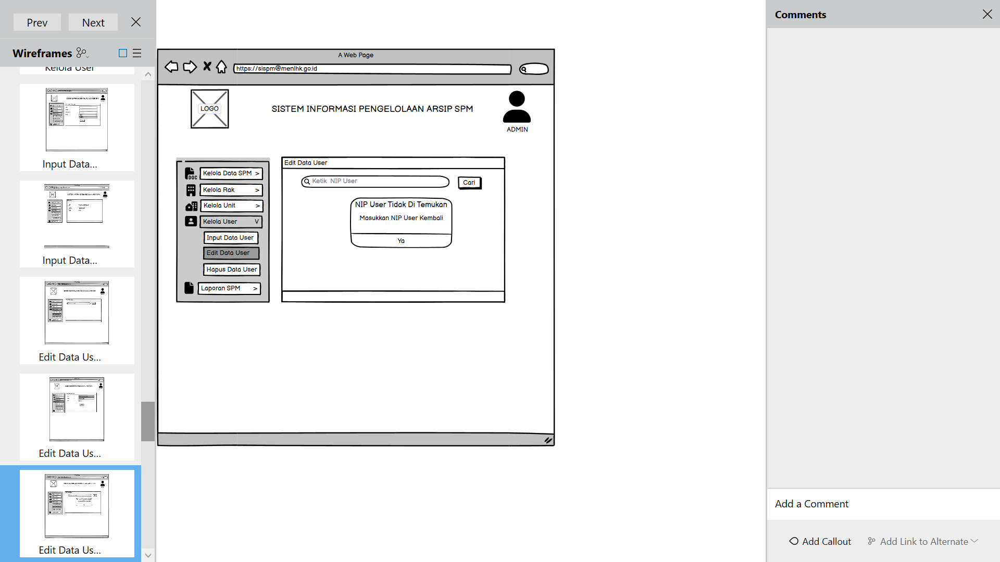 Prev
Next
Wireframes
Kelola User
Input Data...
Input Data...
Edit Data Us...
Edit Data Us...
Edit Data Us...
A Web Page
https://sispm@menlhk.go.id
LOGO
SISTEM INFORMASI PENGELOLAAN ARSIP SPM
ADMIN
DOC
Kelola Data SPM >
Kelola Rak >
Kelola Unit >
Kelola User V
Input Data User
Edit Data User
Hapus Data User
Laporan SPM >
Edit Data User
Ketik NIP User
Cari
NIP User Tidak Di Temukan
Masukkan NIP User Kembali
Ya
Comments
Add a Comment
Add Callout
Add Link to Alternate